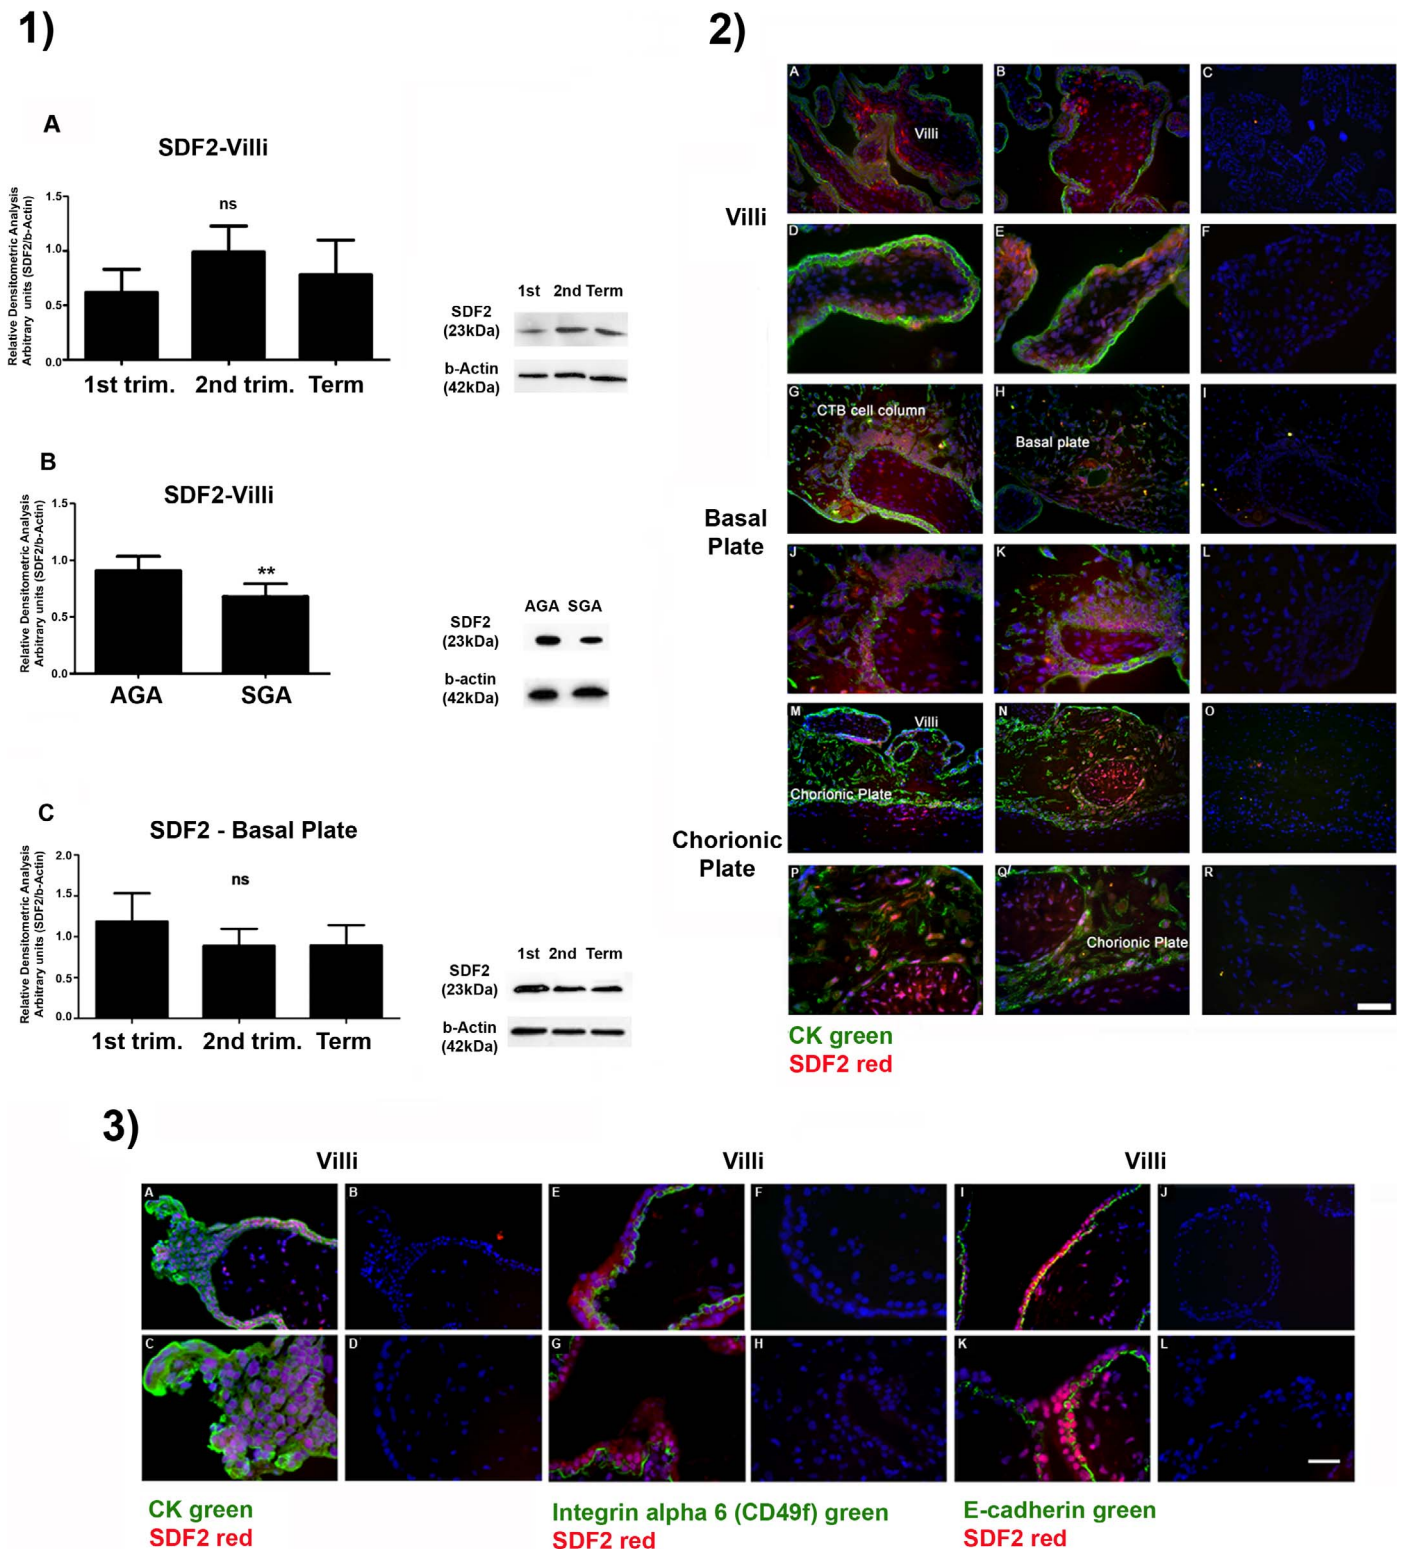 1)
A
SDF2-Villi
Relative Densitometric Analysis
Arbitrary units (SDF2/b-Actin)
1.5
1.0
0.5
0.0
ns
1st trim. 2nd trim. Term
1st 2nd Term
SDF2
(23kDa)
b-Actin
(42kDa)
B
SDF2-Villi
Relative Densitometric Analysis
Arbitrary units (SDF2/b-Actin)
1.5
1.0
0.5
0.0
**
AGA SGA
AGA SGA
SDF2
(23kDa)
b-actin
(42kDa)
C
SDF2 - Basal Plate
Relative Densitometric Analysis
Arbitrary units (SDF2/b-Actin)
2.0
1.5
1.0
0.5
0.0
ns
1st trim. 2nd trim. Term
1st 2nd Term
SDF2
(23kDa)
b-Actin
(42kDa)
2)
Villi
A
Villi
B
C
D
E
F
Basal
Plate
G
CTB cell column
H
Basal plate
I
J
K
L
Chorionic
Plate
M
Villi
Chorionic Plate
N
O
P
Q
Chorionic Plate
R
CK green
SDF2 red
3)
Villi
Villi
Villi
A
B
E
F
I
J
C
D
G
H
K
L
CK green
SDF2 red
Integrin alpha 6 (CD49f) green
SDF2 red
E-cadherin green
SDF2 red